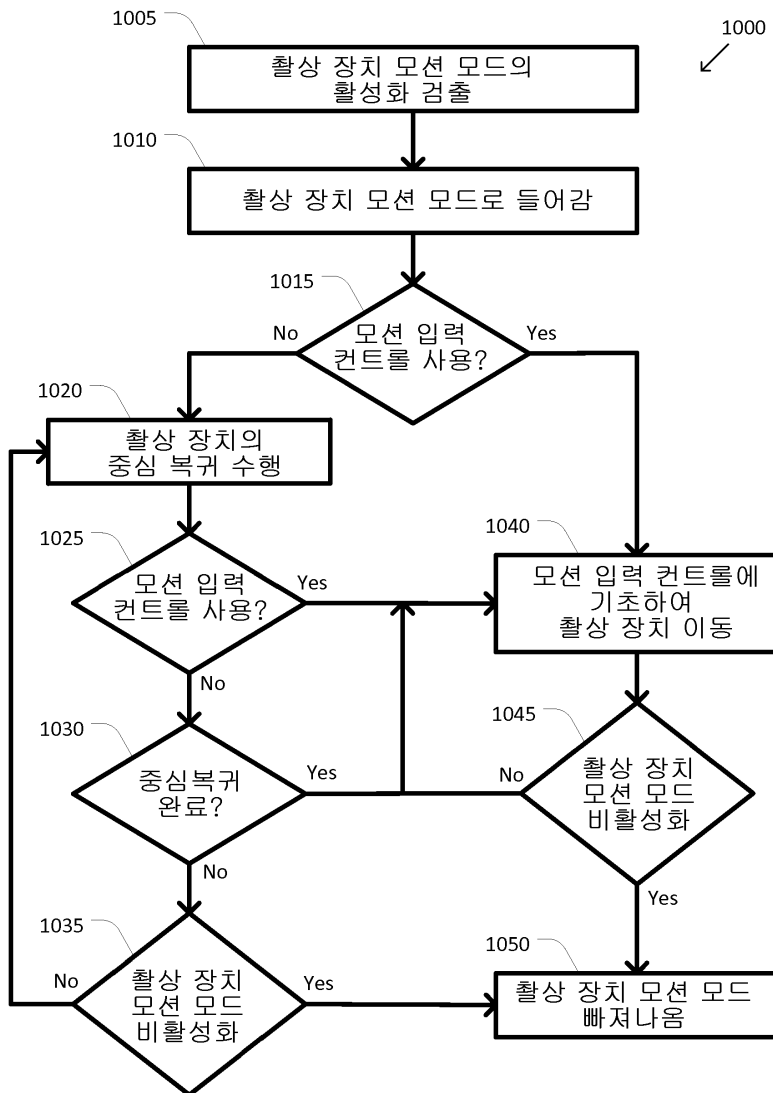 1005
1000
촬상 장치 모션 모드의
활성화 검출
1010
촬상 장치 모션 모드로 들어감
1015
No
모션 입력
컨트롤 사용?
Yes
1020
촬상 장치의
중심 복귀 수행
1025
모션 입력
컨트롤 사용?
Yes
No
1040
모션 입력 컨트롤에
기초하여
촬상 장치 이동
1030
중심복귀
완료?
Yes
No
1045
No
촬상 장치
모션 모드
비활성화
Yes
1035
No
촬상 장치
모션 모드
비활성화
Yes
1050
촬상 장치 모션 모드
빠져나옴